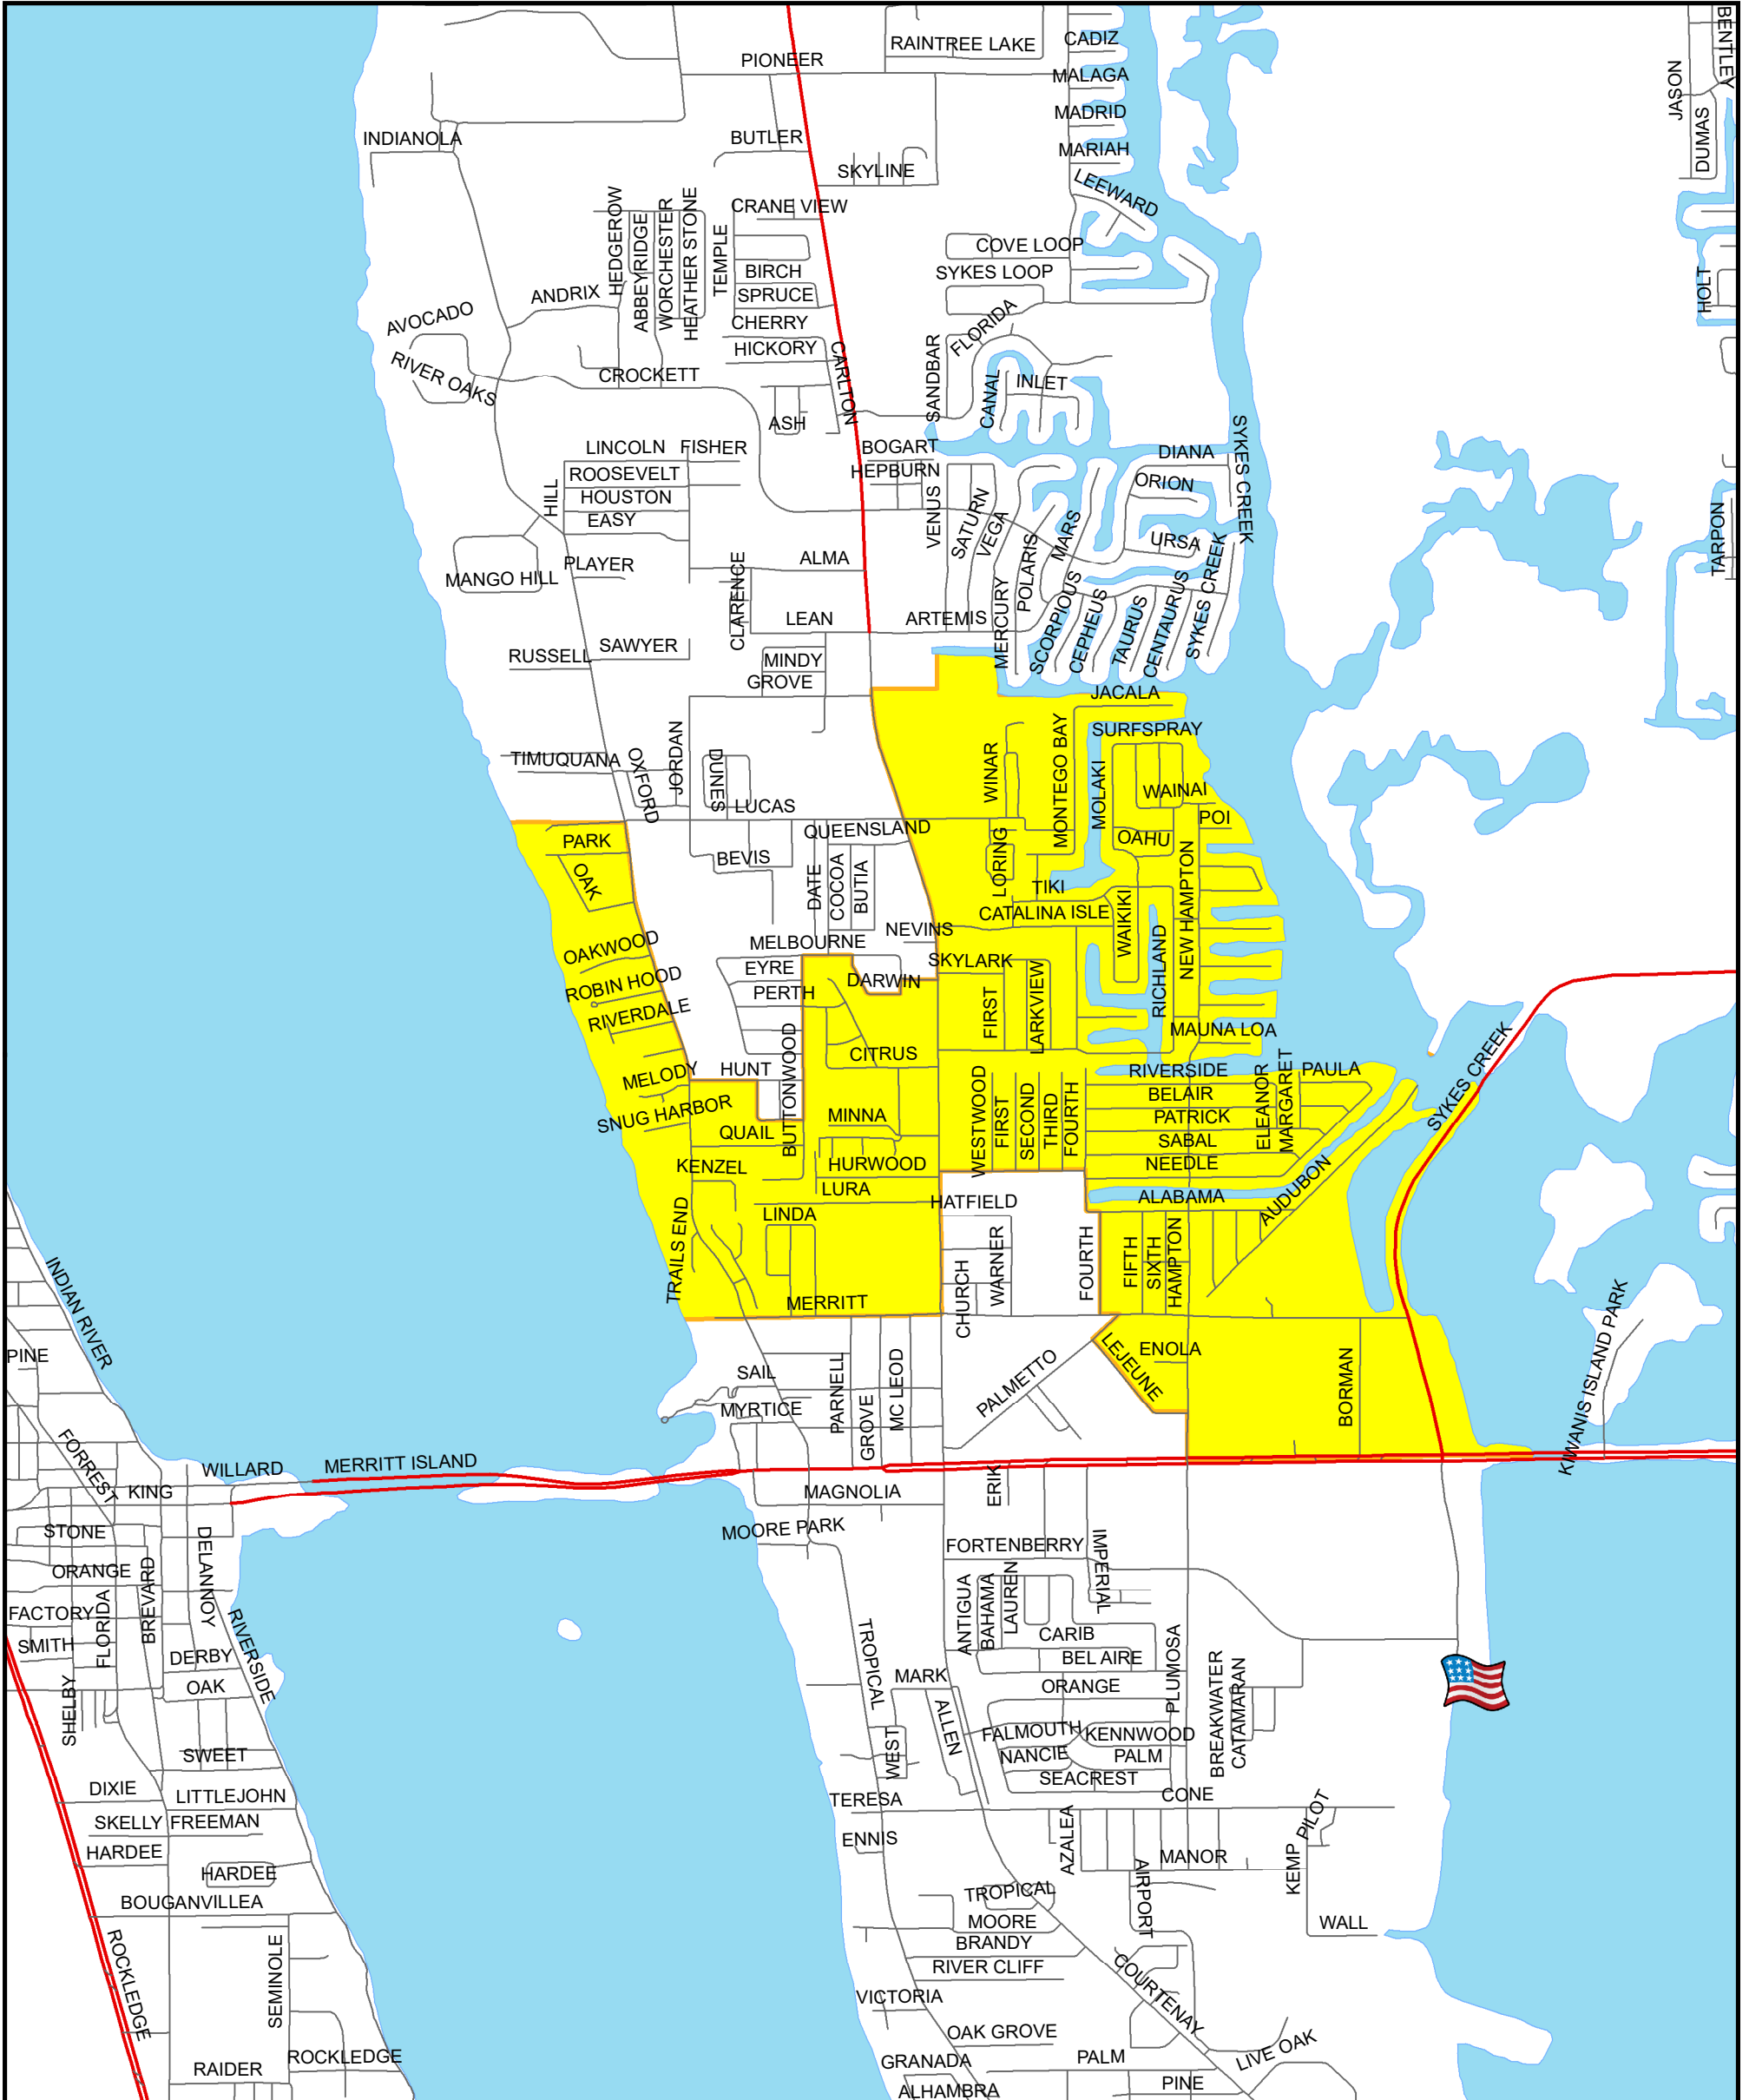 RAINTREE LAKE
CADIZ
BENTLEY
PIONEER
MALAGA
JASON
MADRID
DUMAS
INDIANOLA
BUTLER
MARIAH
SKYLINE
LEEWARD
CRANE VIEW
HEDGEROW
ABBEYRIDGE
WORCHESTER
HEATHER STONE
TEMPLE
COVE LOOP
BIRCH
SYKES LOOP
HOLT
ANDRIX
SPRUCE
AVOCADO
CHERRY
FLORIDA
HICKORY
CARLTON
SANDBAR
RIVER OAKS
CROCKETT
CANAL
INLET
ASH
LINCOLN
FISHER
BOGART
DIANA
SYKES CREEK
ROOSEVELT
HEPBURN
ORION
HILL
HOUSTON
VENUS
SATURN
VEGA
EASY
MARS
URSA
TARPON
PLAYER
ALMA
POLARIS
MANGO HILL
CLARENCE
MERCURY
SCORPIOUS
CEPHEUS
TAURUS
CENTAURUS
SYKES CREEK
LEAN
ARTEMIS
SAWYER
RUSSELL
MINDY
GROVE
JACALA
JORDAN
MONTEGO BAY
SURFSPRAY
TIMUQUANA
OXFORD
DUNES
WINAR
MOLAKI
WAINAI
LUCAS
POI
PARK
QUEENSLAND
OAHU
BEVIS
LORING
OAK
DATE
COCOA
BUTIA
TIKI
NEW HAMPTON
CATALINA ISLE
WAIKIKI
NEVINS
OAKWOOD
MELBOURNE
RICHLAND
EYRE
SKYLARK
ROBIN HOOD
DARWIN
PERTH
FIRST
LARKVIEW
RIVERDALE
MAUNA LOA
BUTTONWOOD
CITRUS
SYKES CREEK
MELODY
HUNT
RIVERSIDE
PAULA
WESTWOOD
FIRST
SECOND
THIRD
FOURTH
BELAIR
ELEANOR
MARGARET
SNUG HARBOR
MINNA
PATRICK
QUAIL
SABAL
KENZEL
HURWOOD
NEEDLE
LURA
ALABAMA
AUDUBON
HATFIELD
TRAILS END
LINDA
WARNER
FOURTH
FIFTH
SIXTH
HAMPTON
INDIAN RIVER
CHURCH
MERRITT
KIWANIS ISLAND PARK
PINE
LEJEUNE
ENOLA
SAIL
PARNELL
MC LEOD
PALMETTO
BORMAN
MYRTICE
GROVE
FORREST
WILLARD
MERRITT ISLAND
KING
MAGNOLIA
ERIK
STONE
MOORE PARK
DELANNOY
FORTENBERRY
IMPERIAL
ORANGE
BREVARD
ANTIGUA
BAHAMA
LAUREN
FACTORY
FLORIDA
RIVERSIDE
TROPICAL
CARIB
SMITH
DERBY
BEL AIRE
PLUMOSA
SHELBY
OAK
MARK
ORANGE
BREAKWATER
CATAMARAN
ALLEN
FALMOUTH
KENNWOOD
SWEET
WEST
NANCIE
PALM
SEACREST
DIXIE
LITTLEJOHN
TERESA
CONE
SKELLY
FREEMAN
PILOT
HARDEE
ENNIS
AZALEA
MANOR
KEMP
HARDEE
AIRPORT
BOUGANVILLEA
TROPICAL
MOORE
WALL
BRANDY
ROCKLEDGE
SEMINOLE
RIVER CLIFF
COURTENAY
VICTORIA
OAK GROVE
LIVE OAK
RAIDER
ROCKLEDGE
GRANADA
PALM
ALHAMBRA
PINE